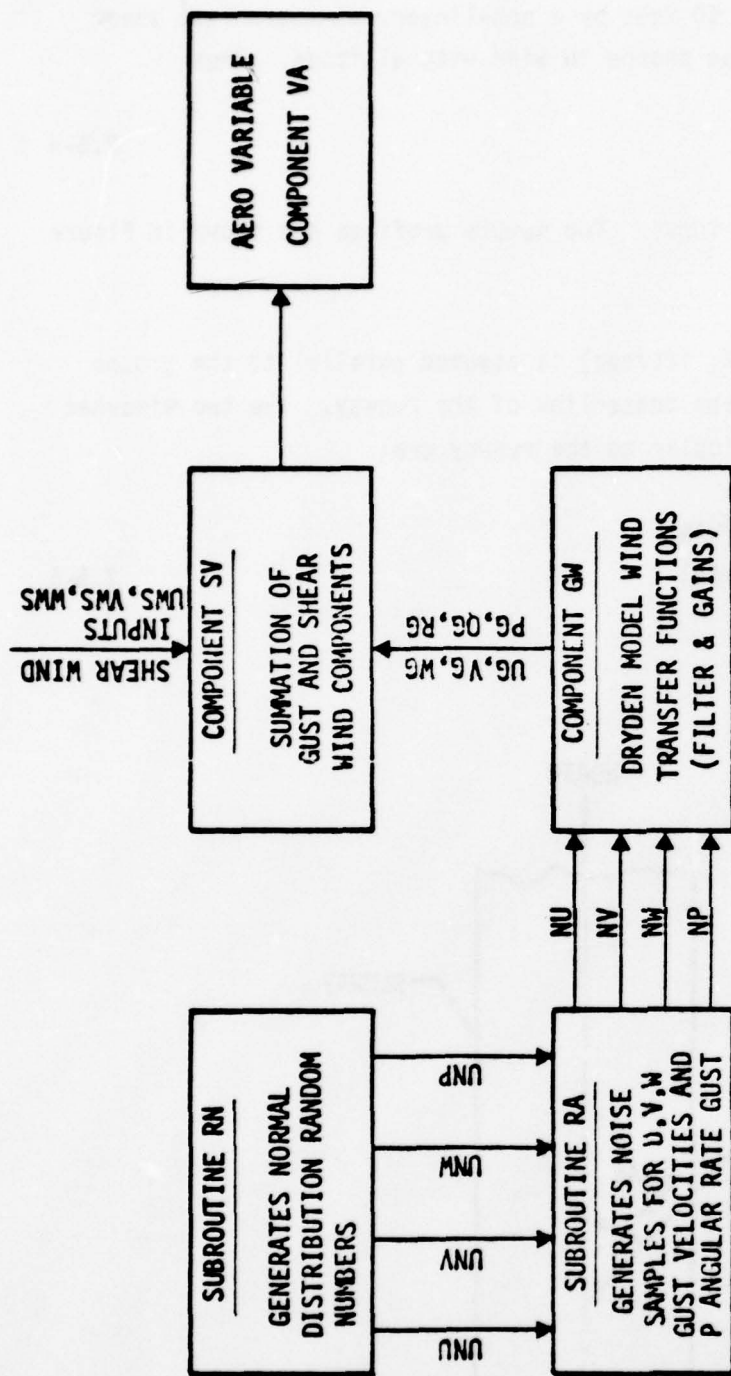 SUBROUTINE RN
GENERATES NORMAL
DISTRIBUTION RANDOM
NUMBERS
UNU
UNV
UNW
UNP
SUBROUTINE RA
GENERATES NOISE
SAMPLES FOR U,V,W
GUST VELOCITIES AND
P ANGULAR RATE GUST
NU
NV
NW
NP
COMPONENT GW
DRYDEN MODEL WIND
TRANSFER FUNCTIONS
(FILTER & GAINS)
UG,VG,WG
PG,QG,RG
SHEAR WIND
INPUTS
UWS,VWS,WWS
COMPONENT SV
SUMMATION OF
GUST AND SHEAR
WIND COMPONENTS
AERO VARIABLE
COMPONENT VA